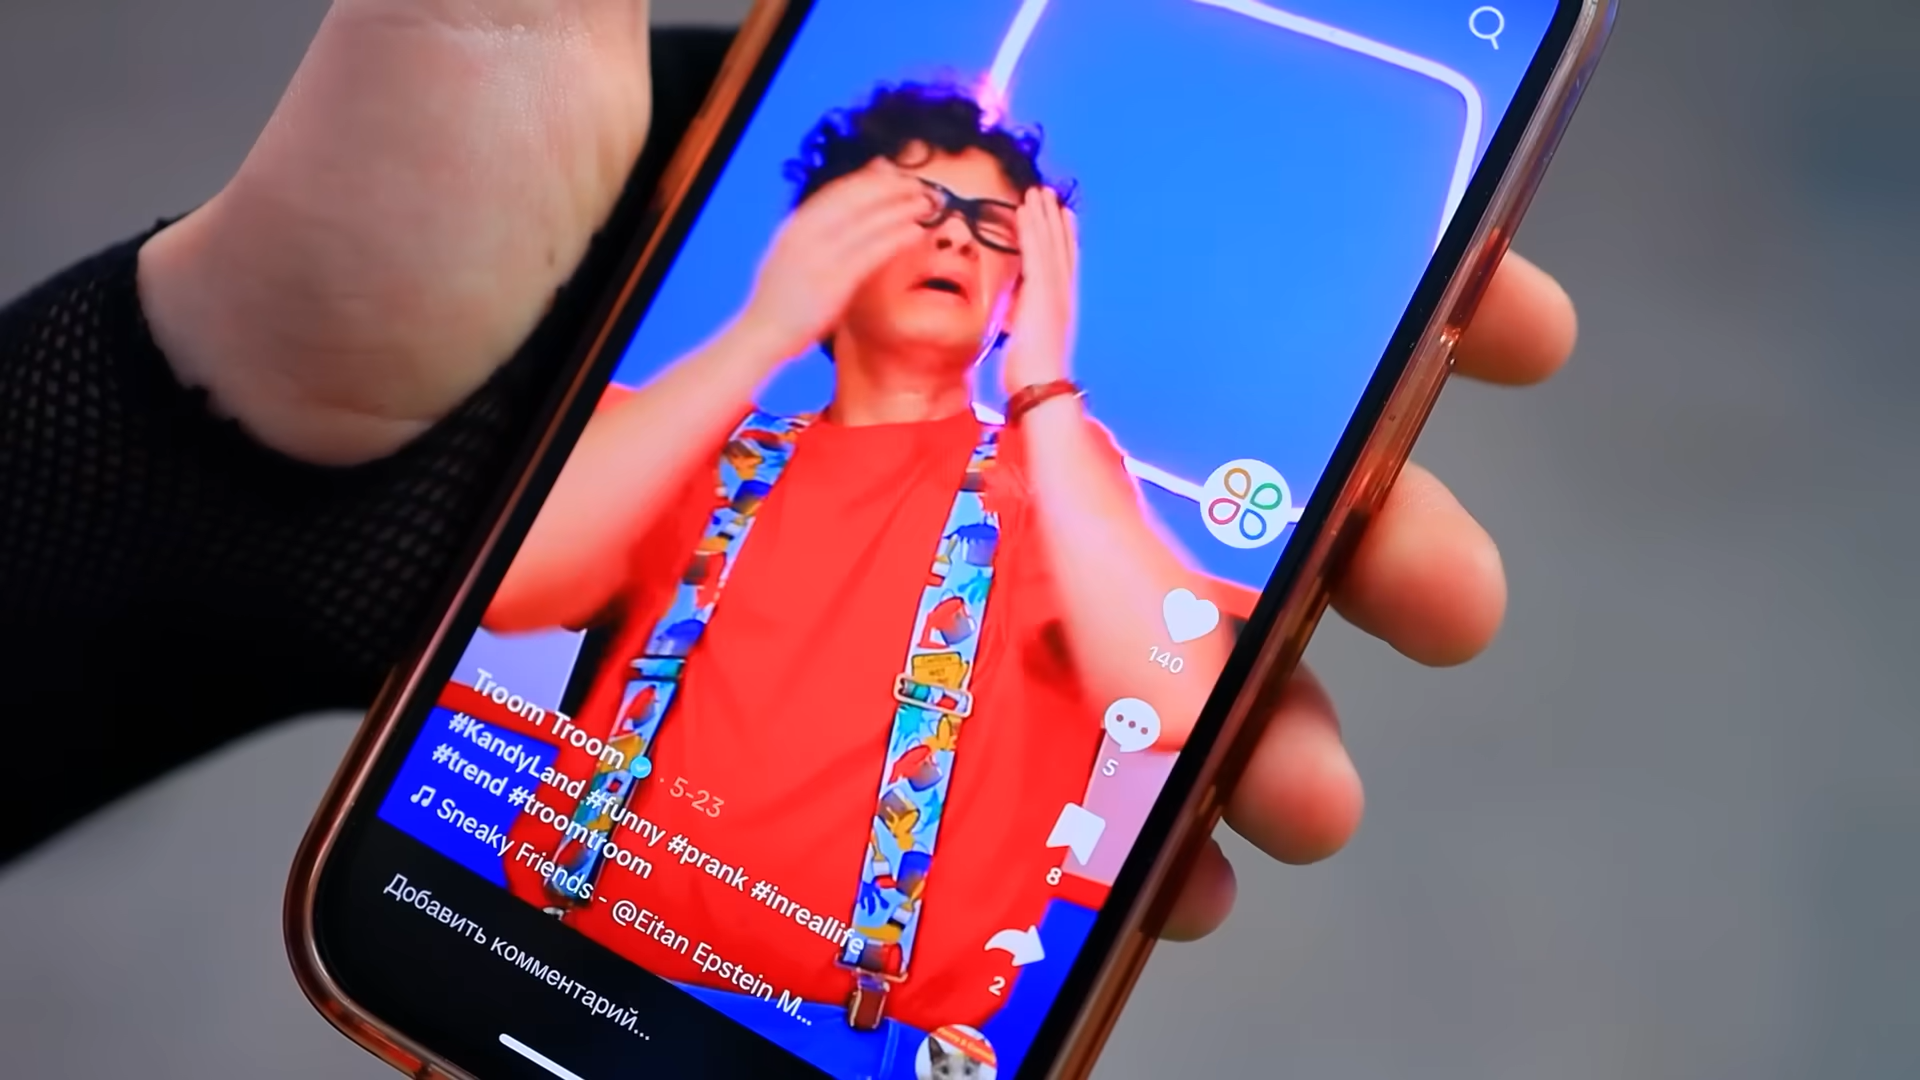 140
5
8
2
Troom Troom · 5-23
#KandyLand #funny #prank #inreallife
#trend #troomtroom
Sneaky Friends - @Eitan Epstein M...
Добавить комментарий...